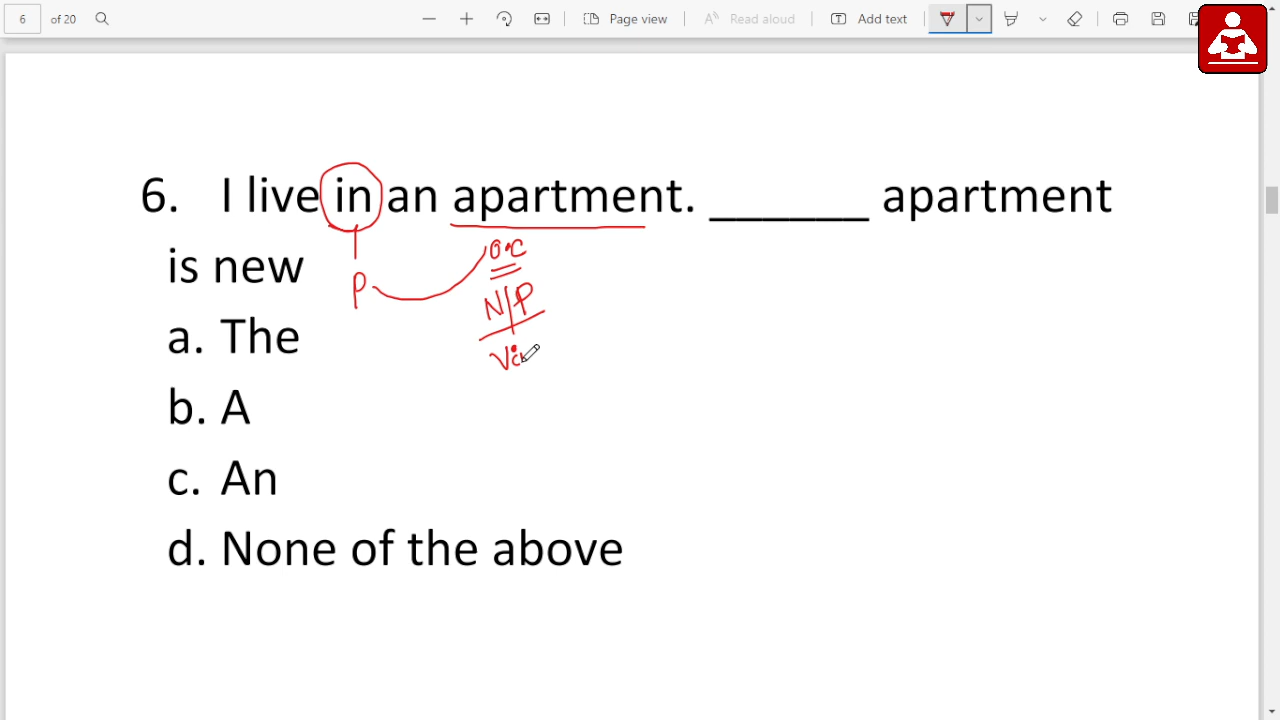 6 of 20 Page view Read aloud Add text
6. I live in an apartment. ______ apartment
is new
P
N/P
a. The
b. A
c. An
d. None of the above